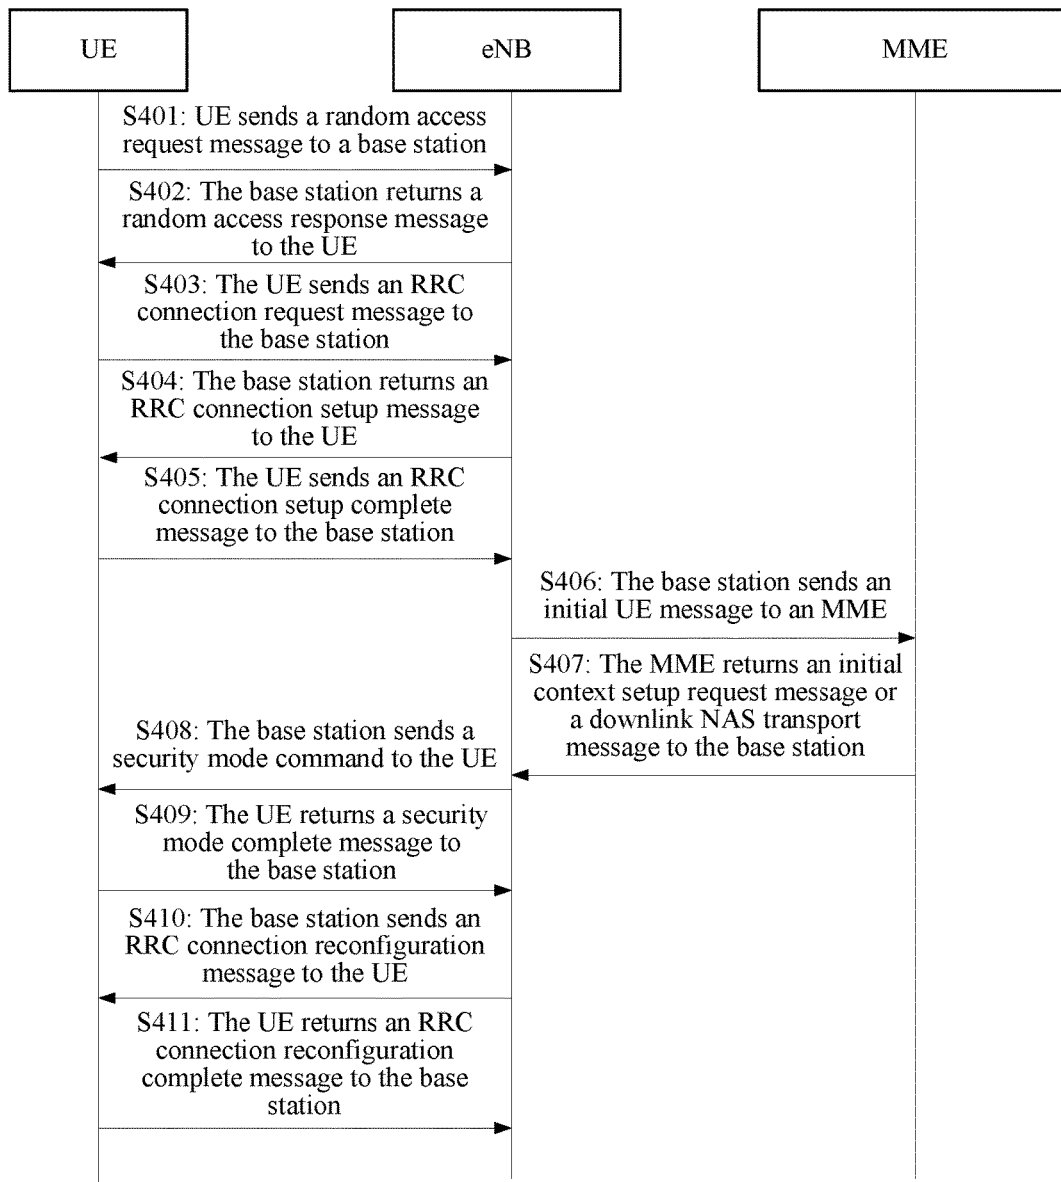 UE
eNB
MME
S401: UE sends a random access
request message to a base station
S402: The base station returns a
random access response message
to the UE
S403: The UE sends an RRC
connection request message to
the base station
S404: The base station returns an
RRC connection setup message
to the UE
S405: The UE sends an RRC
connection setup complete
message to the base station
S406: The base station sends an
initial UE message to an MME
S407: The MME returns an initial
context setup request message or
a downlink NAS transport
message to the base station
S408: The base station sends a
security mode command to the UE
S409: The UE returns a security
mode complete message to
the base station
S410: The base station sends an
RRC connection reconfiguration
message to the UE
S411: The UE returns an RRC
connection reconfiguration
complete message to the base
station